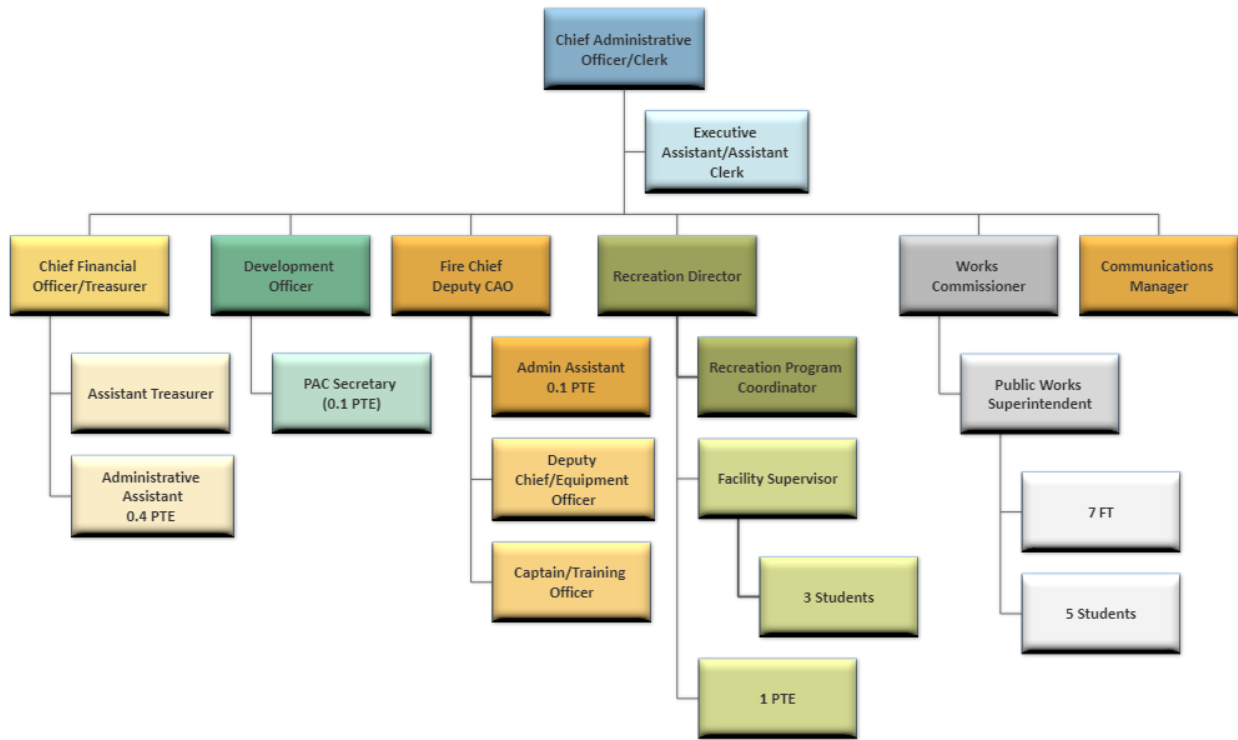 Chief Administrative
Officer/Clerk
Executive
Assistant/Assistant
Clerk
Chief Financial
Officer/Treasurer
Development
Officer
Fire Chief
Deputy CAO
Recreation Director
Works
Commissioner
Communications
Manager
Assistant Treasurer
Administrative
Assistant
0.4 PTE
PAC Secretary
(0.1 PTE)
Admin Assistant
0.1 PTE
Deputy
Chief/Equipment
Officer
Captain/Training
Officer
Recreation Program
Coordinator
Facility Supervisor
3 Students
1 PTE
Public Works
Superintendent
7 FT
5 Students